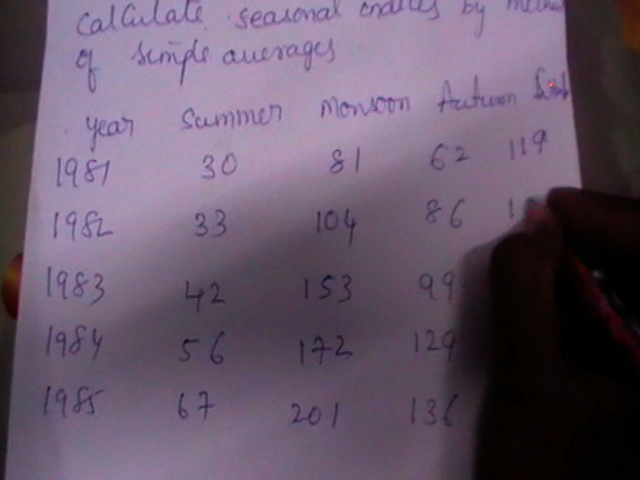 Calculate seasonal indices by method
of simple averages
year Summer Monsoon Autumn
1981 30 81 62 119
1982 33 104 86
1983 42 153 99
1984 56 172 129
1985 67 201 136